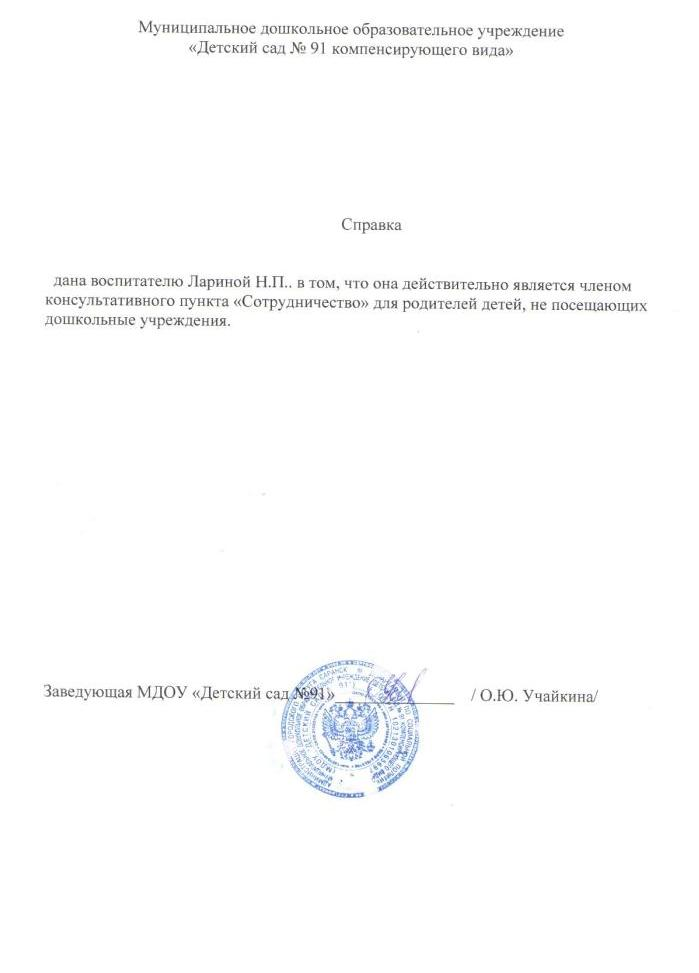 Муниципальное дошкольное образовательное учреждение
«Детский сад № 91 компенсирующего вида»
Справка
дана воспитателю Лариной Н.П.. в том, что она действительно является членом
консультативного пункта «Сотрудничество» для родителей детей, не посещающих
дошкольные учреждения.
Заведующая МДОУ «Детский сад №91» / О.Ю. Учайкина/
САРАНСК